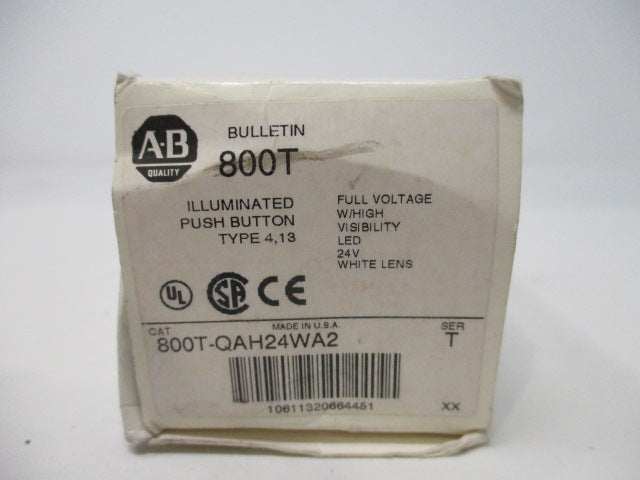 A-B
QUALITY
BULLETIN
800T
ILLUMINATED
PUSH BUTTON
TYPE 4,13
FULL VOLTAGE
W/HIGH
VISIBILITY
LED
24V
WHITE LENS
UL
SA CE
MADE IN U.S.A.
CAT
800T-QAH24WA2
SER
T
10611320664451
XX